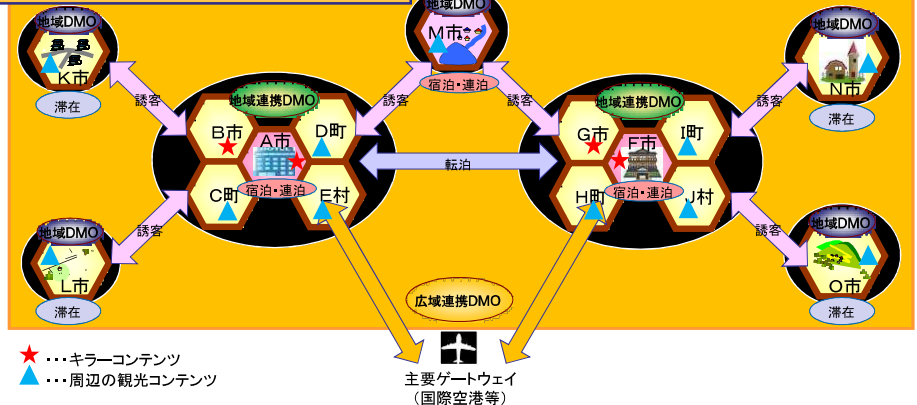 地域DMO
地域DMO
地域DMO
M市
K市
N市
宿泊・連泊
滞在
滞在
誘客
誘客
誘客
誘客
地域連携DMO
地域連携DMO
B市
D町
A市
C町
E村
宿泊・連泊
転泊
G市
I町
F市
H町
J村
宿泊・連泊
誘客
誘客
地域DMO
地域DMO
L市
O市
滞在
滞在
広域連携DMO
★・・・キラーコンテンツ
▲・・・周辺の観光コンテンツ
主要ゲートウェイ
（国際空港等）